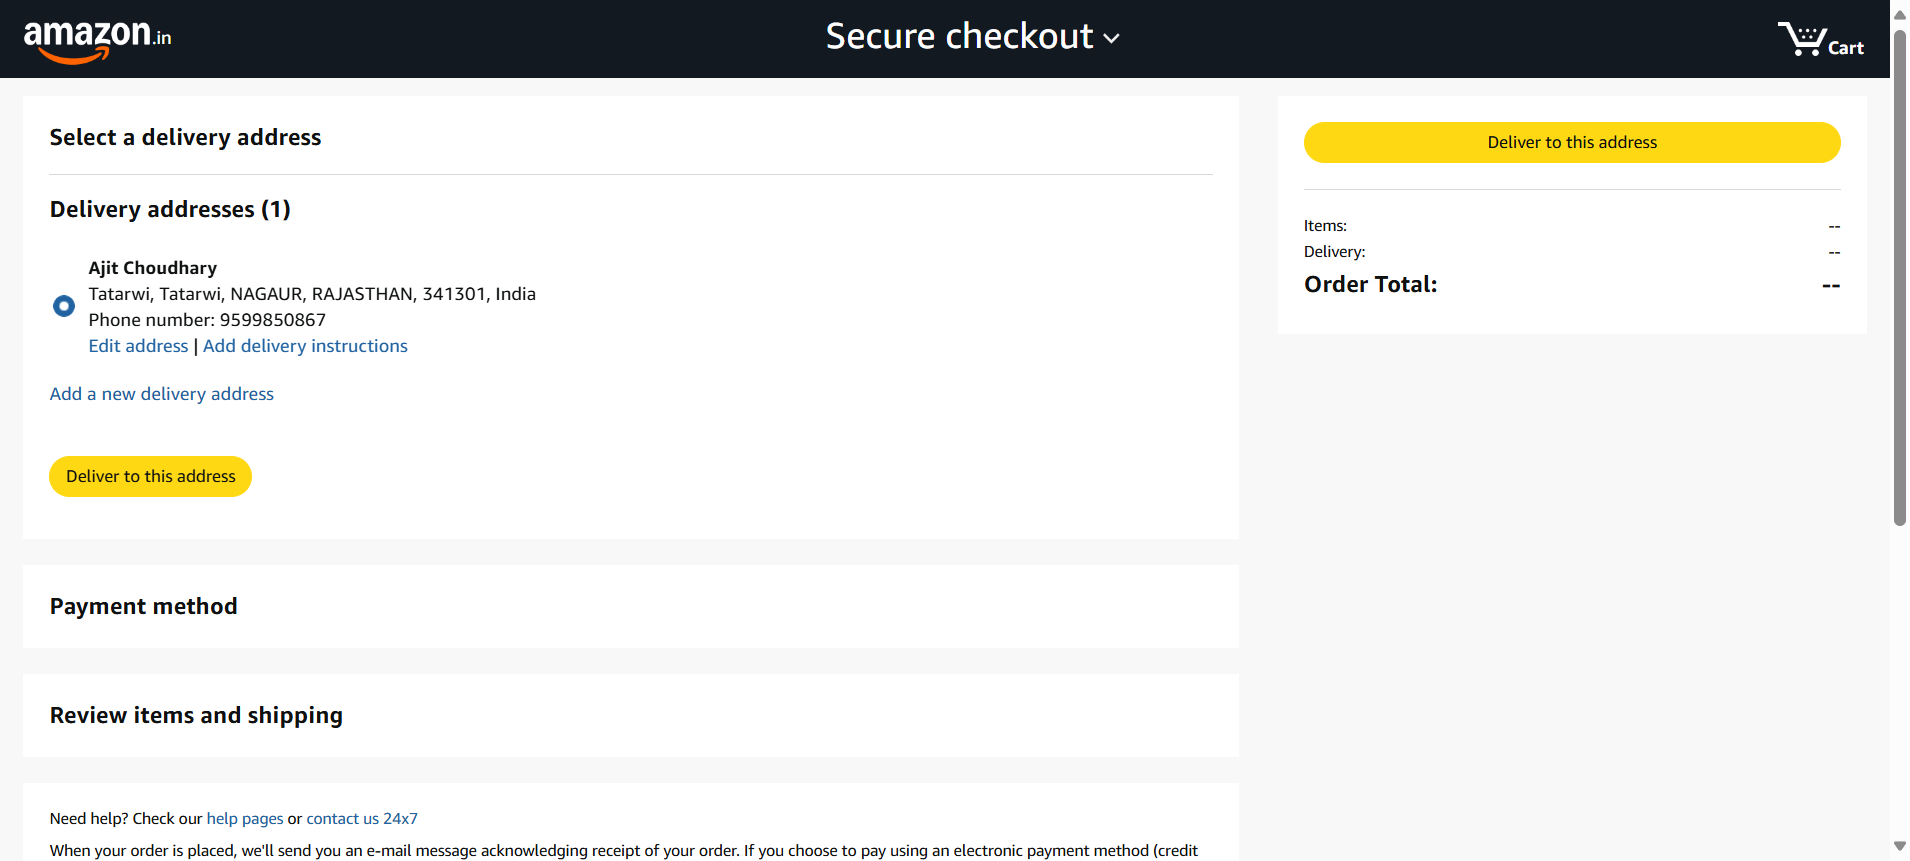 amazon.in
Secure checkout
Cart
Select a delivery address
Delivery addresses (1)
Ajit Choudhary
Tatarwi, Tatarwi, NAGAUR, RAJASTHAN, 341301, India
Phone number: 9599850867
Edit address | Add delivery instructions
Add a new delivery address
Deliver to this address
Payment method
Review items and shipping
Need help? Check our help pages or contact us 24x7
When your order is placed, we'll send you an e-mail message acknowledging receipt of your order. If you choose to pay using an electronic payment method (credit
Deliver to this address
Items: --
Delivery: --
Order Total: --